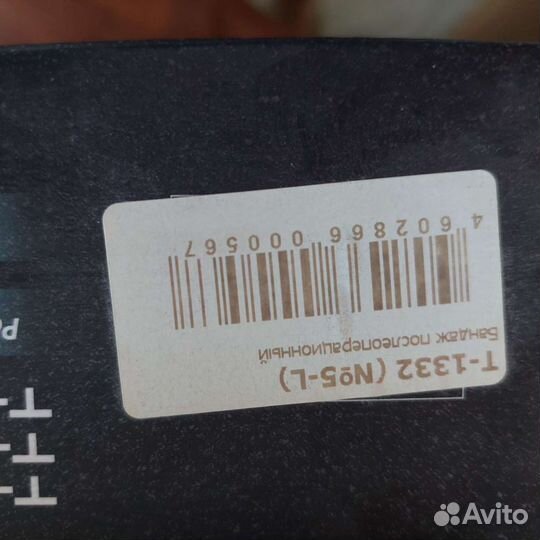 Т-1332 (№5-L)
Бандаж послеоперационный
4 602866 000567
Avito